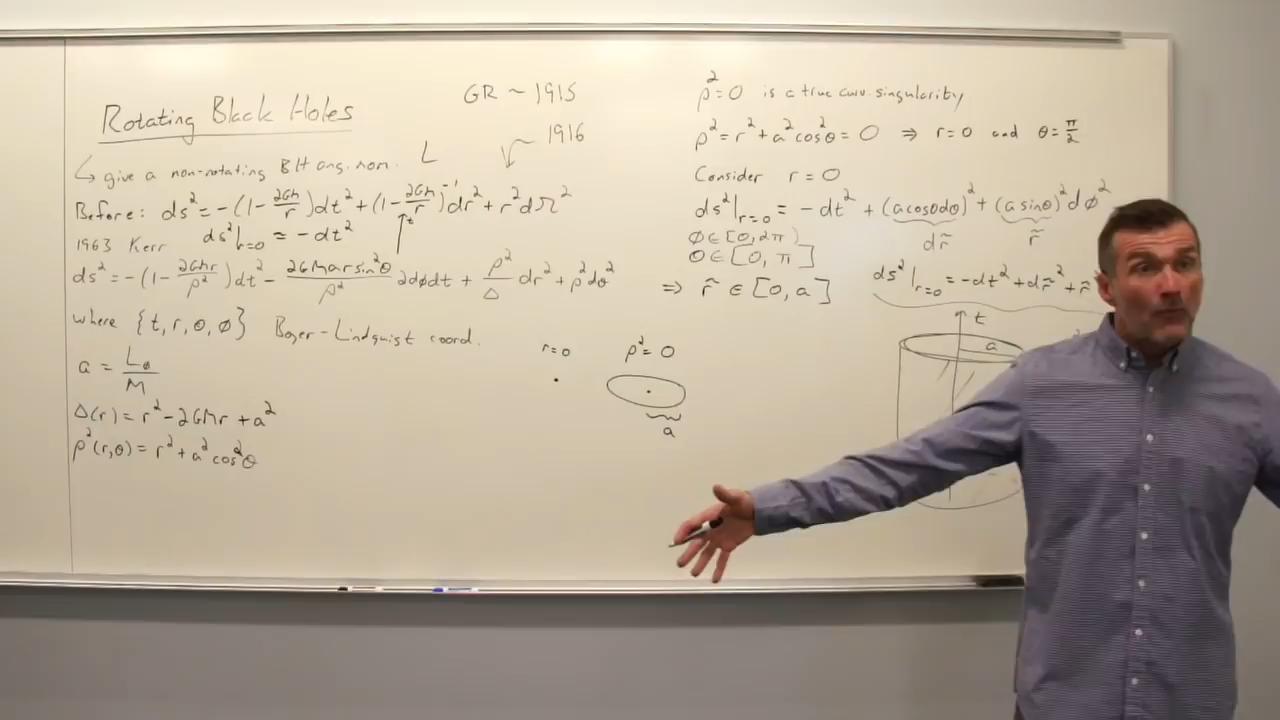 Rotating Black Holes
GR ~ 1915
1916
↳ give a non-rotating BH ang. mom. L
Before: ds² = -(1 - 2GM/r)dt² + (1 - 2GM/r)⁻¹dr² + r²dΩ²
1963 Kerr ds²|r=0 ≈ -dt²
ds² = -(1 - 2GMr/ρ²)dt² - 2GMar sin²θ/ρ² 2dφdt + ρ²/Δ dr² + ρ²dθ²
where {t, r, θ, φ} Boyer-Lindquist coord.
a = Lφ/M
Δ(r) = r² - 2GMr + a²
ρ²(r,θ) = r² + a²cos²θ
r=0
ρ² = 0
a
ρ² = 0 is a true curv. singularity
ρ² = r² + a²cos²θ = 0 ⇒ r=0 and θ = π/2
Consider r = 0
ds²|r=0 = -dt² + (a cosθdθ)² + (a sinθ)²dφ²
dr̃ r̃
φ ∈ [0, 2π)
θ ∈ [0, π]
⇒ r̃ ∈ [0, a]
ds²|r=0 = -dt² + dr̃² + r̃
t
a